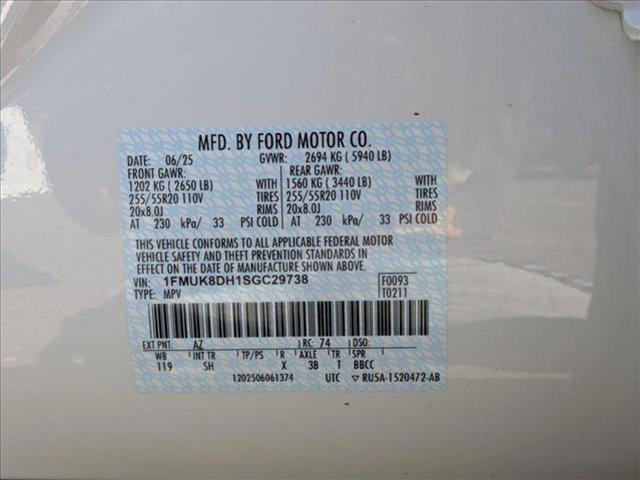 MFD. BY FORD MOTOR CO.
DATE: 06/25 GVWR: 2694 KG ( 5940 LB)
FRONT GAWR: REAR GAWR:
1202 KG ( 2650 LB) WITH 1560 KG ( 3440 LB) WITH
255/55R20 110V TIRES 255/55R20 110V TIRES
20x8.0J RIMS 20x8.0J RIMS
AT 230 kPa/ 33 PSI COLD AT 230 kPa/ 33 PSI COLD
THIS VEHICLE CONFORMS TO ALL APPLICABLE FEDERAL MOTOR
VEHICLE SAFETY AND THEFT PREVENTION STANDARDS IN
EFFECT ON THE DATE OF MANUFACTURE SHOWN ABOVE.
VIN: 1FMUK8DH1SGC29738 F0093
TYPE: MPV T0211
EXT PNT: AZ RC: 74 DSO:
WB INT TR TP/PS R AXLE TR SPR
119 SH X 3B T BBCC
1202506061374 UTC ▼ RU5A-1520472-AB